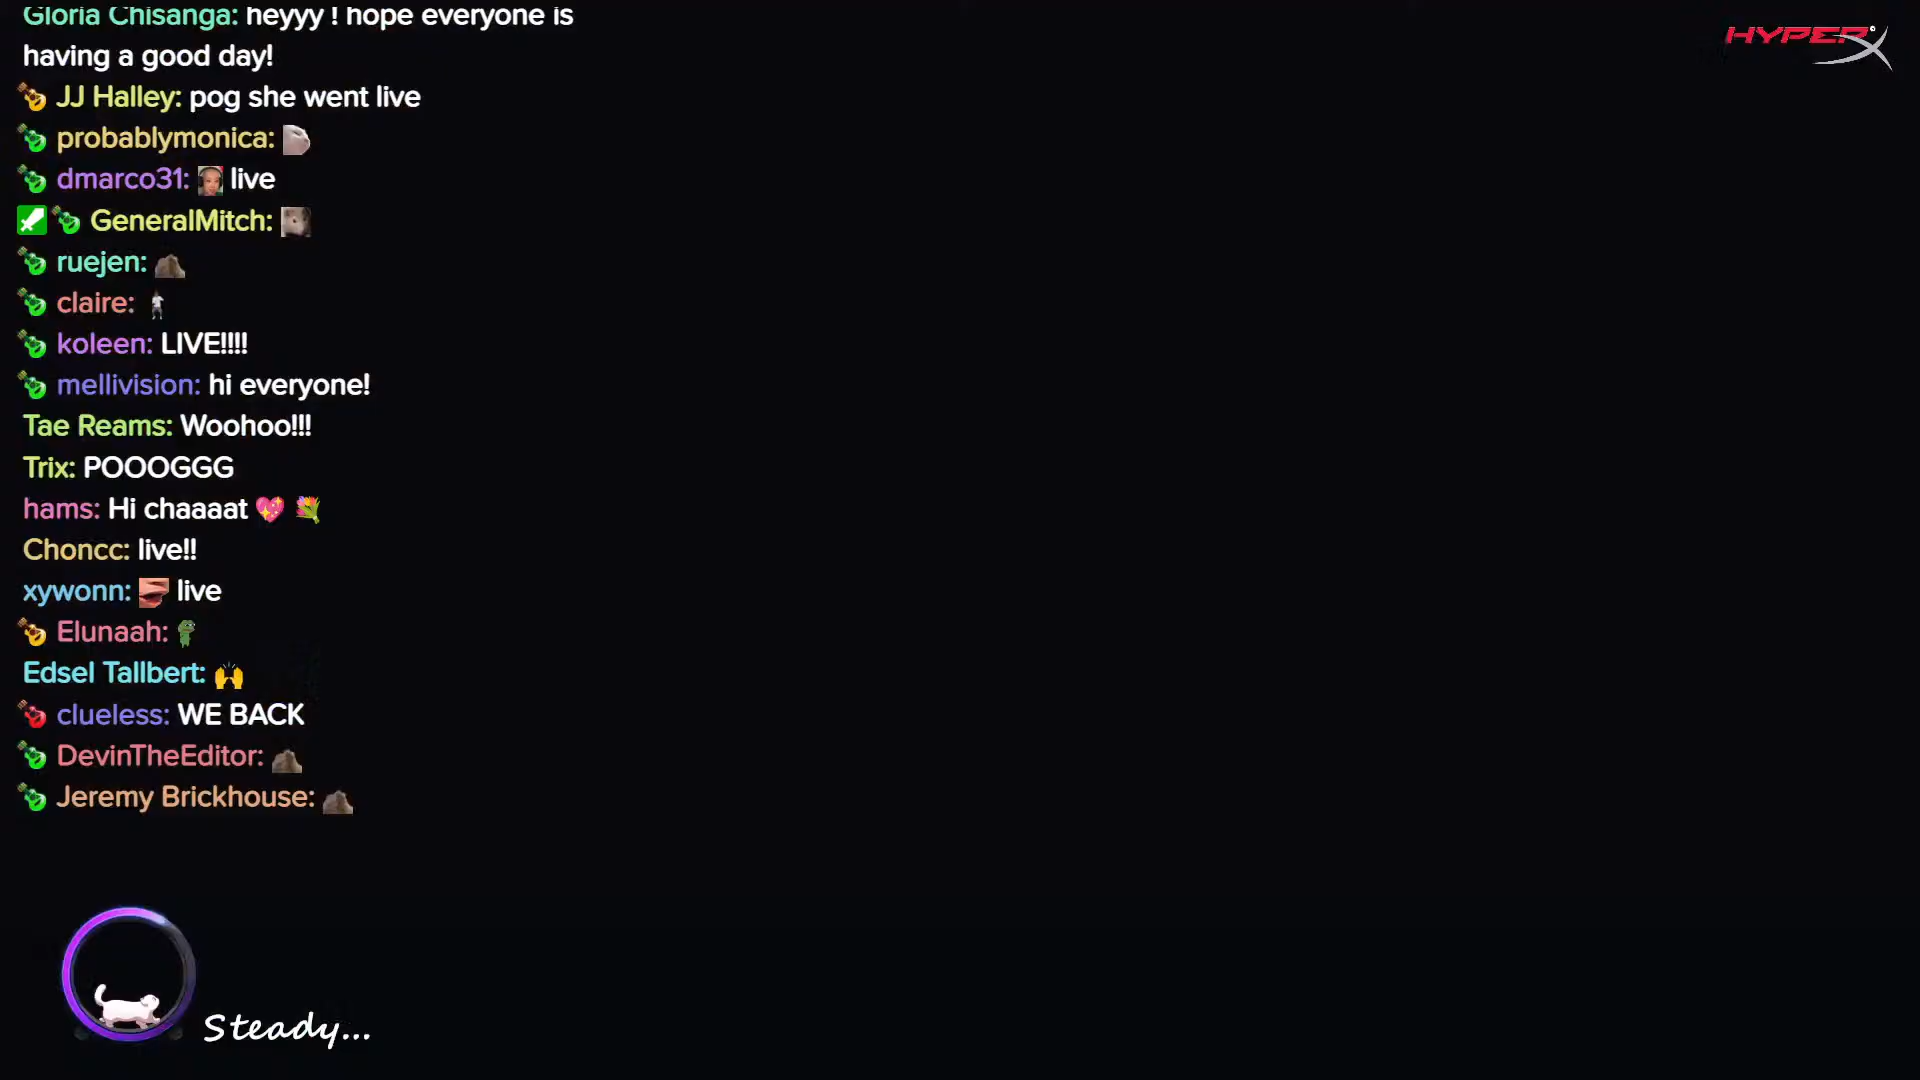 Gloria Chisanga: heyyy ! hope everyone is
having a good day!
HYPERX
JJ Halley: pog she went live
probablymonica:
dmarco31: live
GeneralMitch:
ruejen:
claire:
koleen: LIVE!!!!
mellivision: hi everyone!
Tae Reams: Woohoo!!!
Trix: POOOGGG
hams: Hi chaaaat 💖 💐
Choncc: live!!
xywonn: live
Elunaah:
Edsel Tallbert: 🙌
clueless: WE BACK
DevinTheEditor:
Jeremy Brickhouse:
Steady...